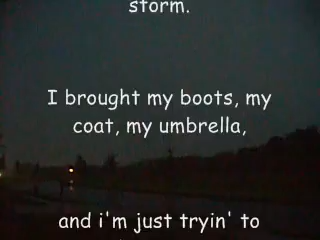 storm.
I brought my boots, my
coat, my umbrella,
and i'm just tryin' to